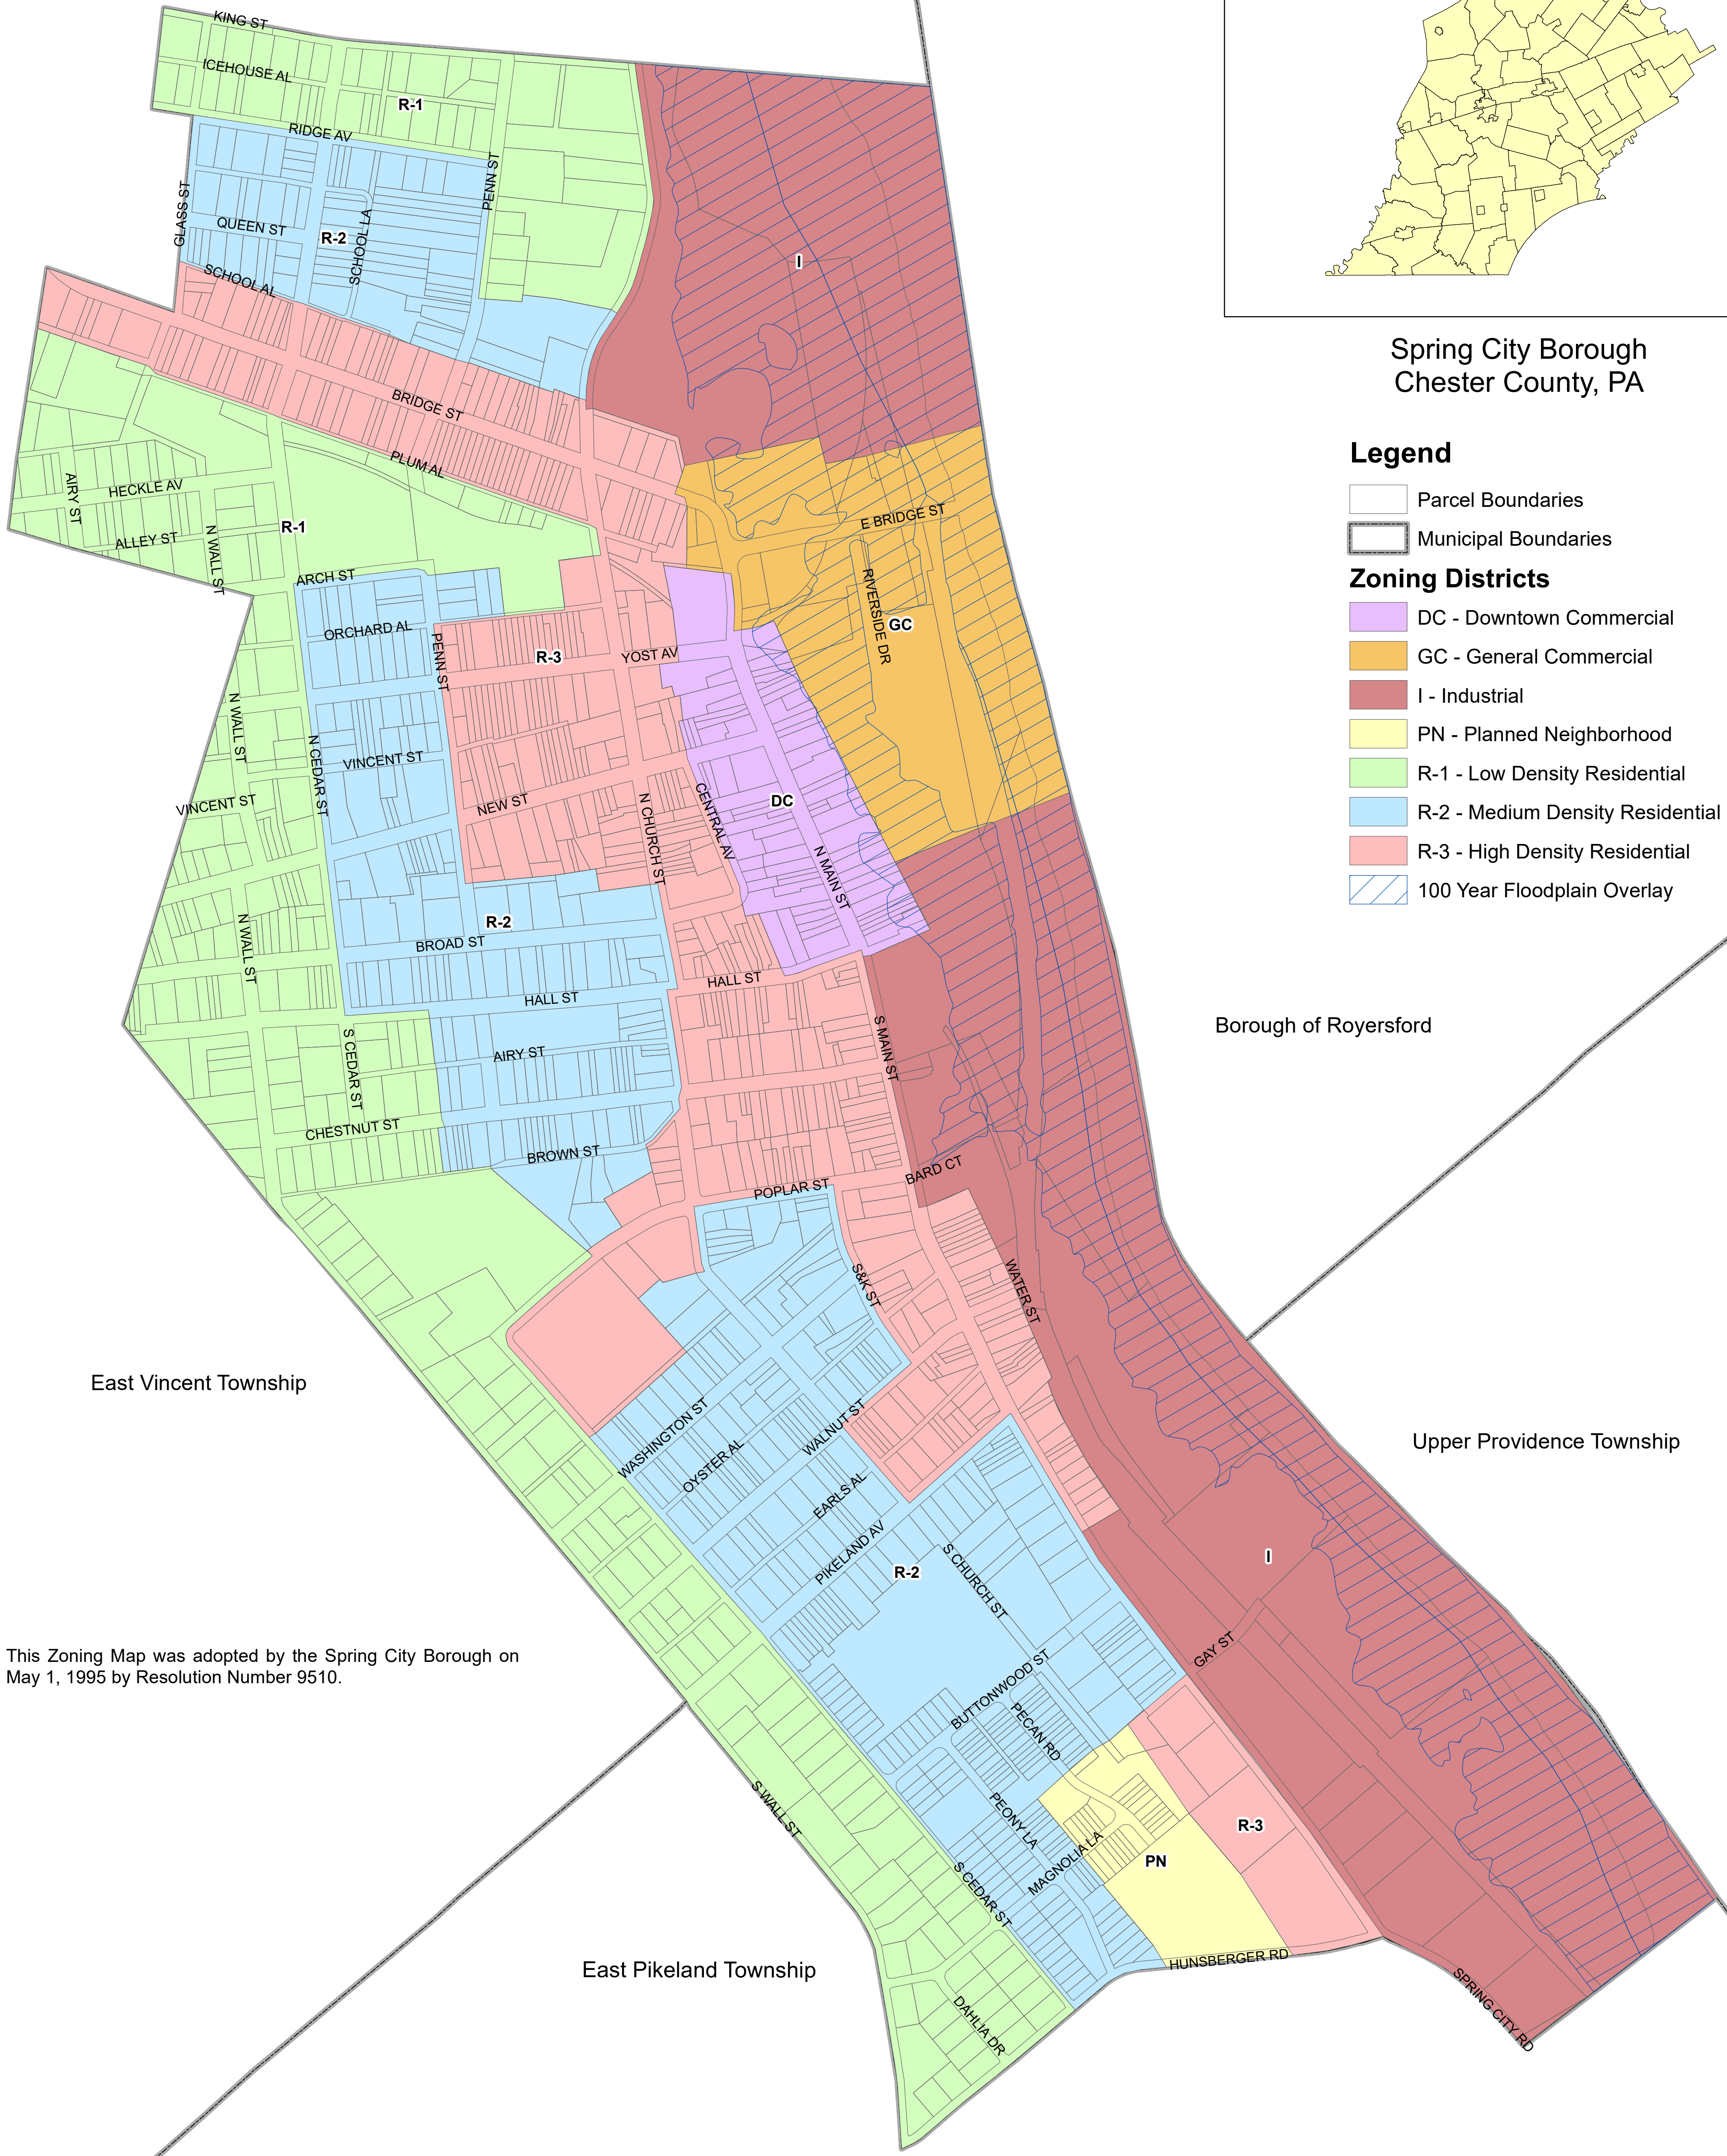 KING ST
ICEHOUSE AL
R-1
RIDGE AV
PENN ST
GLASS ST
QUEEN ST
R-2
SCHOOL LA
SCHOOL AL
I
BRIDGE ST
PLUM AL
AIRY ST
HECKLE AV
R-1
ALLEY ST
N WALL ST
ARCH ST
E BRIDGE ST
RIVERSIDE DR
GC
ORCHARD AL
PENN ST
R-3
YOST AV
N WALL ST
N CEDAR ST
VINCENT ST
VINCENT ST
NEW ST
N CHURCH ST
CENTRAL AV
DC
N MAIN ST
N WALL ST
R-2
BROAD ST
HALL ST
HALL ST
S MAIN ST
S CEDAR ST
AIRY ST
CHESTNUT ST
BROWN ST
POPLAR ST
BARD CT
S&K ST
WATER ST
WASHINGTON ST
OYSTER AL
WALNUT ST
EARLS AL
PIKELAND AV
R-2
S CHURCH ST
I
GAY ST
BUTTONWOOD ST
PECAN RD
PEONY LA
MAGNOLIA LA
PN
R-3
S WALL ST
S CEDAR ST
HUNSBERGER RD
DAHLIA DR
SPRING CITY RD
Spring City Borough
Chester County, PA
Legend
Parcel Boundaries
Municipal Boundaries
Zoning Districts
DC - Downtown Commercial
GC - General Commercial
I - Industrial
PN - Planned Neighborhood
R-1 - Low Density Residential
R-2 - Medium Density Residential
R-3 - High Density Residential
100 Year Floodplain Overlay
Borough of Royersford
East Vincent Township
Upper Providence Township
This Zoning Map was adopted by the Spring City Borough on
May 1, 1995 by Resolution Number 9510.
East Pikeland Township